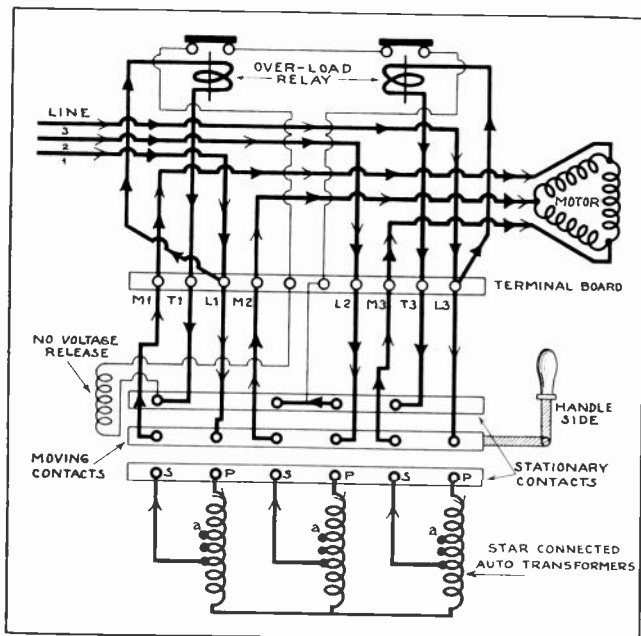 OVER-LOAD
RELAY
LINE
3
2
1
MOTOR
M1 T1 L1 M2 L2 M3 T3 L3
TERMINAL BOARD
NO VOLTAGE
RELEASE
HANDLE
SIDE
MOVING
CONTACTS
STATIONARY
CONTACTS
S P S P S P
a a a
STAR CONNECTED
AUTO TRANSFORMERS